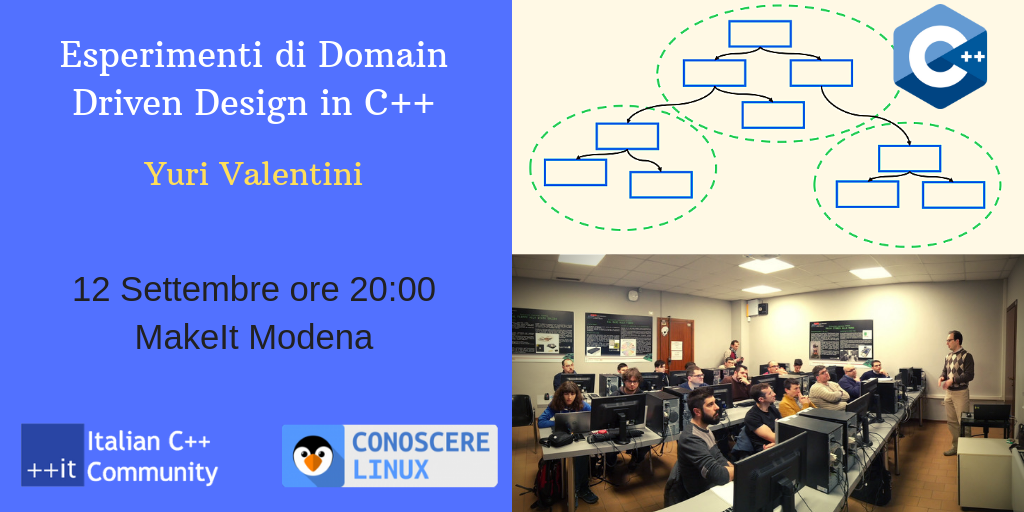 Esperimenti di Domain
Driven Design in C++
Yuri Valentini
12 Settembre ore 20:00
MakeIt Modena
++it
Italian C++
Community
CONOSCERE
LINUX
C++